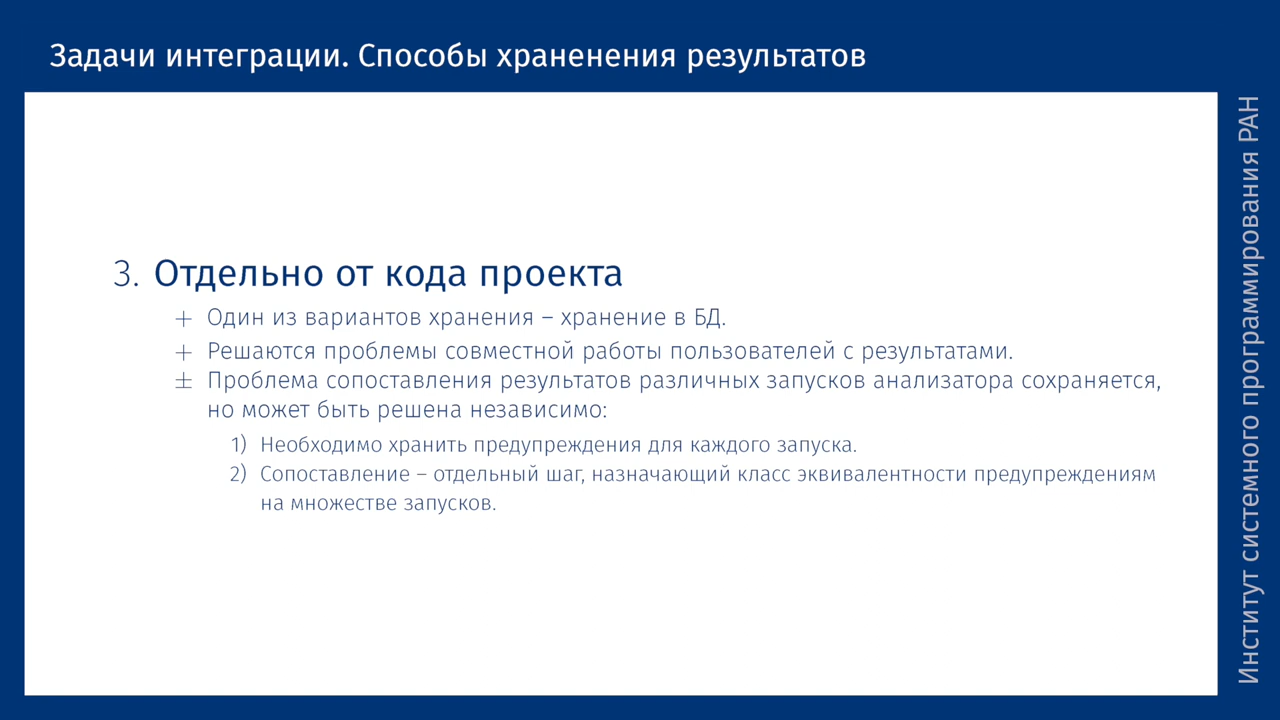 Задачи интеграции. Способы храненения результатов
3. Отдельно от кода проекта
+ Один из вариантов хранения – хранение в БД.
+ Решаются проблемы совместной работы пользователей с результатами.
± Проблема сопоставления результатов различных запусков анализатора сохраняется,
но может быть решена независимо:
1) Необходимо хранить предупреждения для каждого запуска.
2) Сопоставление – отдельный шаг, назначающий класс эквивалентности предупреждениям
на множестве запусков.
Институт системного программирования РАН